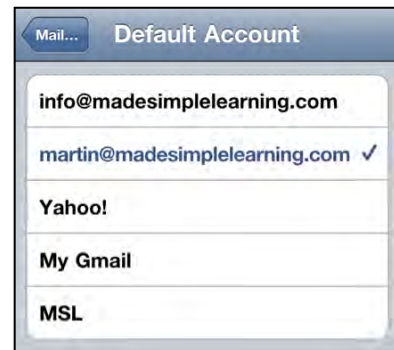 Mail...
Default Account
info@madesimplelearning.com
martin@madesimplelearning.com ✓
Yahoo!
My Gmail
MSL